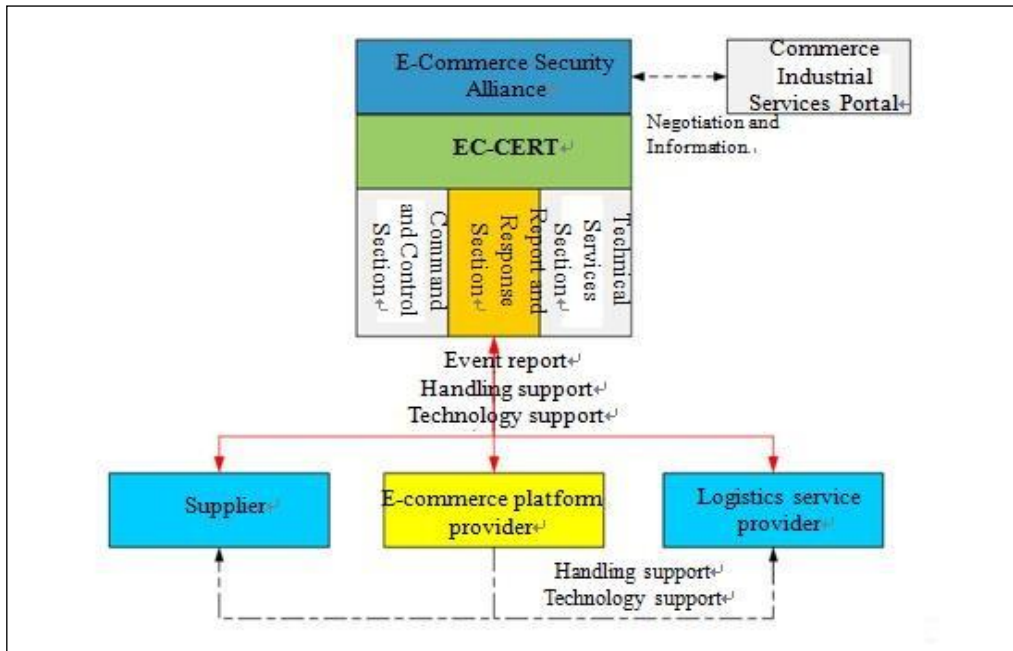 E-Commerce Security
Alliance
Commerce
Industrial
Services Portal
Negotiation and
Information.
EC-CERT
Command
and Control
Section
Report and
Response
Section
Technical
Services
Section
Event report
Handling support
Technology support
Supplier
E-commerce platform
provider
Logistics service
provider
Handling support
Technology support